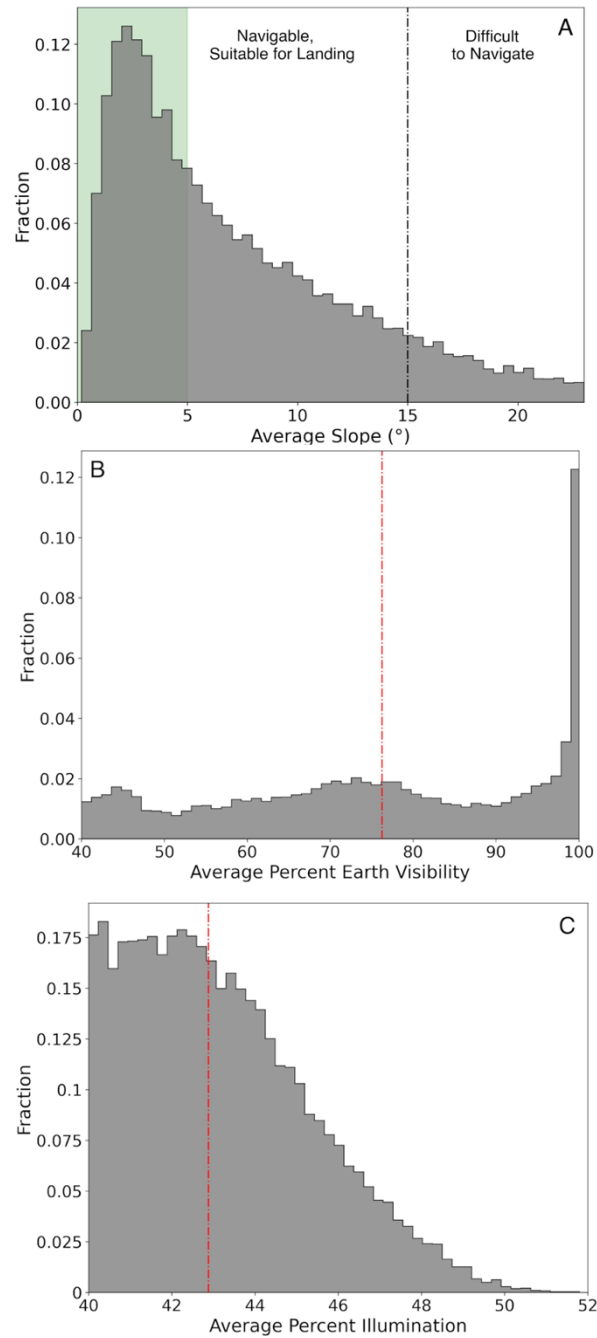 A
Navigable,
Suitable for Landing
Difficult
to Navigate
0.12
0.10
0.08
0.06
0.04
0.02
0.00
Fraction
0 5 10 15 20
Average Slope (°)
B
0.12
0.10
0.08
0.06
0.04
0.02
0.00
Fraction
40 50 60 70 80 90 100
Average Percent Earth Visibility
C
0.175
0.15
0.125
0.1
0.075
0.05
0.025
0
Fraction
40 42 44 46 48 50 52
Average Percent Illumination